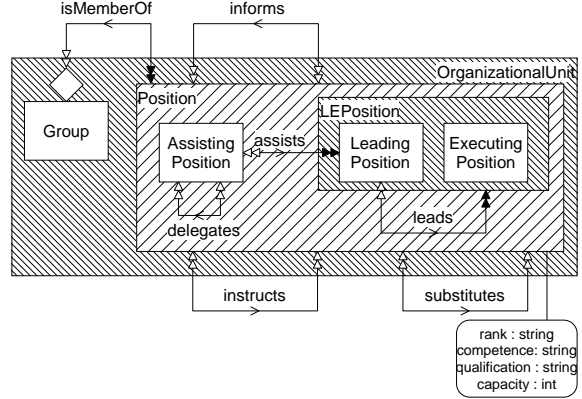 isMemberOf
informs
OrganizationalUnit
Position
LEPosition
Group
Assisting
Position
assists
Leading
Position
Executing
Position
delegates
leads
instructs
substitutes
rank : string
competence: string
qualification : string
capacity : int